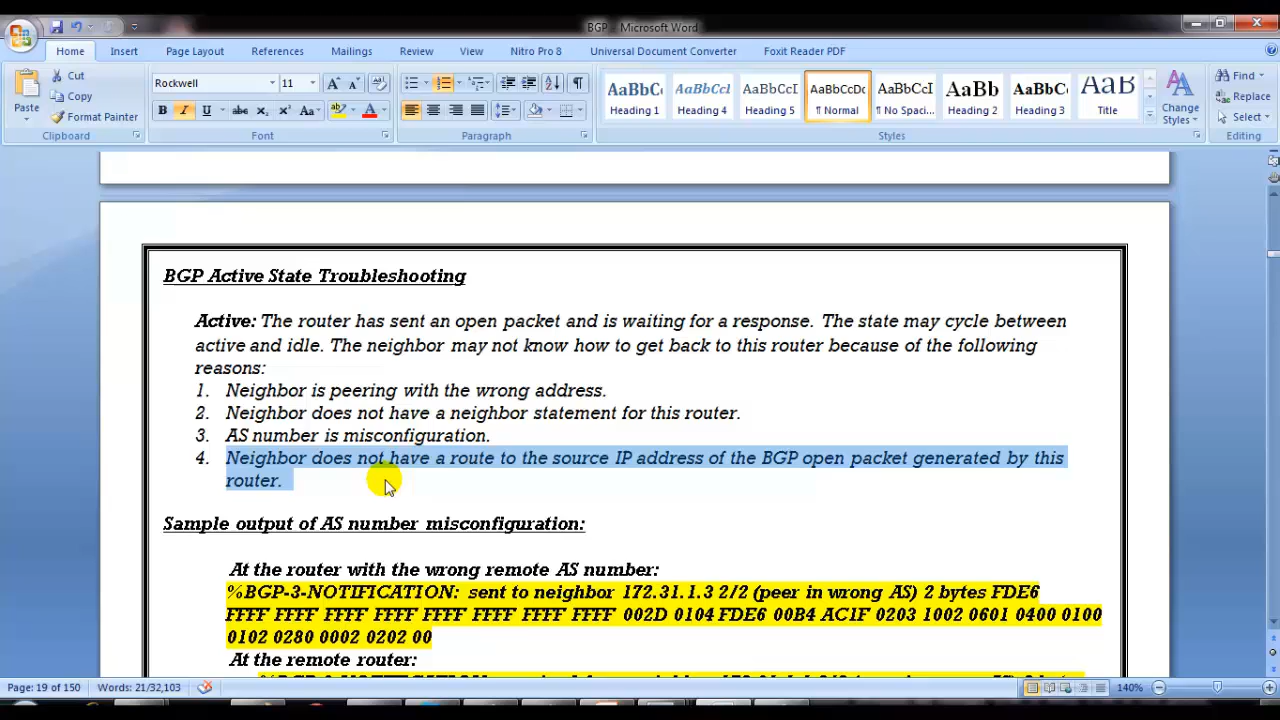 BGP - Microsoft Word
Home Insert Page Layout References Mailings Review View Nitro Pro 8 Universal Document Converter Foxit Reader PDF
Paste
Cut
Copy
Format Painter
Clipboard
Rockwell 11
B I U abe x₂ x² Aa
Font
Paragraph
AaBbC Heading 1
AaBbCcI Heading 4
AaBbCcI Heading 5
AaBbCcDc ¶ Normal
AaBbCc ¶ No Spaci...
AaBb Heading 2
AaBbC Heading 3
AaB Title
Change Styles
Styles
Find
Replace
Select
Editing
BGP Active State Troubleshooting
Active: The router has sent an open packet and is waiting for a response. The state may cycle between
active and idle. The neighbor may not know how to get back to this router because of the following
reasons:
1. Neighbor is peering with the wrong address.
2. Neighbor does not have a neighbor statement for this router.
3. AS number is misconfiguration.
4. Neighbor does not have a route to the source IP address of the BGP open packet generated by this
router.
Sample output of AS number misconfiguration:
At the router with the wrong remote AS number:
%BGP-3-NOTIFICATION: sent to neighbor 172.31.1.3 2/2 (peer in wrong AS) 2 bytes FDE6
FFFF FFFF FFFF FFFF FFFF FFFF FFFF FFFF 002D 0104 FDE6 00B4 AC1F 0203 1002 0601 0400 0100
0102 0280 0002 0202 00
At the remote router:
Page: 19 of 150 Words: 21/32,103 140%